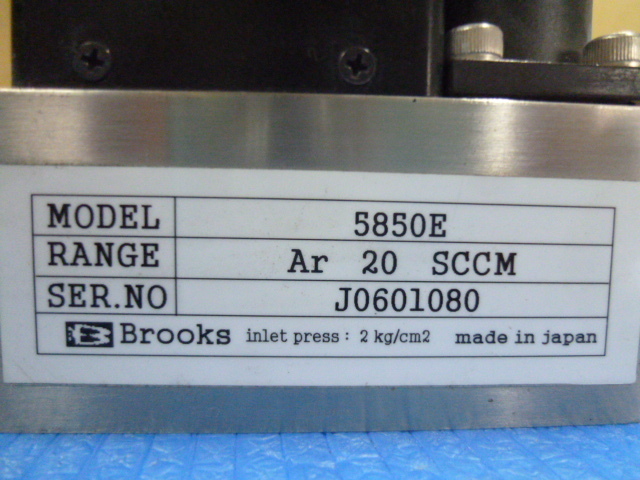 MODEL 5850E
RANGE Ar 20 SCCM
SER.NO J0601080
B Brooks inlet press : 2 kg/cm2 made in japan